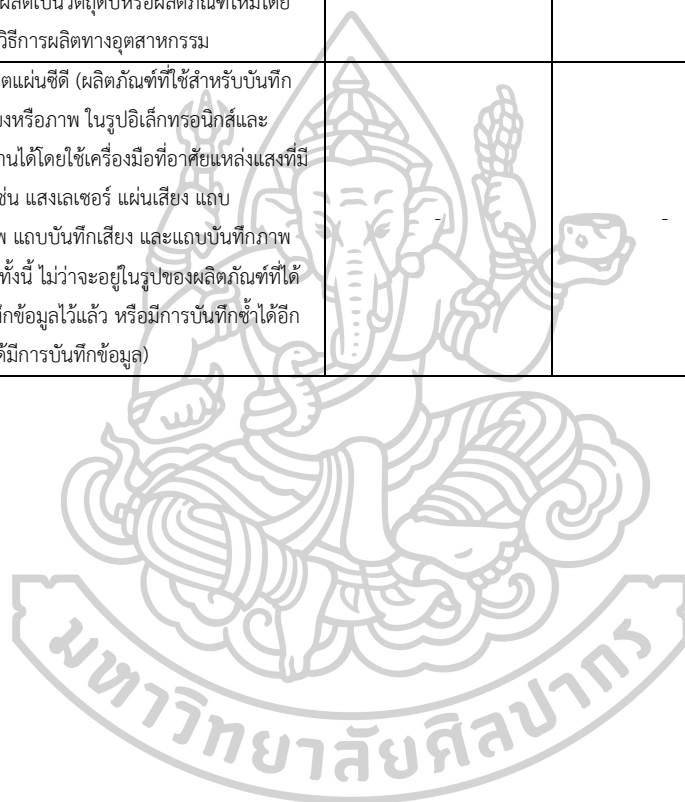 ผลิตเป็นวัตถุดิบหรือผลิตภัณฑ์ใหม่โดย
วิธีการผลิตทางอุตสาหกรรม
ตแผ่นซีดี (ผลิตภัณฑ์ที่ใช้สำหรับบันทึก
ยงหรือภาพ ในรูปอิเล็กทรอนิกส์และ
านได้โดยใช้เครื่องมือที่อาศัยแหล่งแสงที่มี
ช่น แสงเลเซอร์ แผ่นเสียง แถบ
พ แถบบันทึกเสียง และแถบบันทึกภาพ
ทั้งนี้ ไม่ว่าจะอยู่ในรูปของผลิตภัณฑ์ที่ได้
ทึกข้อมูลไว้แล้ว หรือมีการบันทึกซ้ำได้อีก
ด้มีการบันทึกข้อมูล)
- -
มหาวิทยาลัยศิลปากร